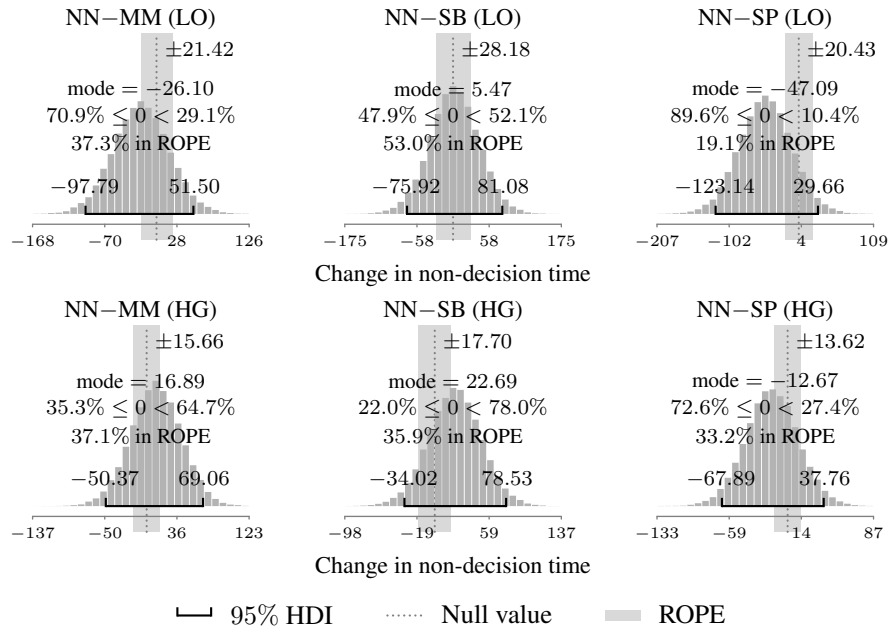 NN−MM (LO) NN−SB (LO) NN−SP (LO)
±21.42 ±28.18 ±20.43
mode = −26.10 mode = 5.47 mode = −47.09
70.9% ≤ 0 < 29.1% 47.9% ≤ 0 < 52.1% 89.6% ≤ 0 < 10.4%
37.3% in ROPE 53.0% in ROPE 19.1% in ROPE
−97.79 51.50 −75.92 81.08 −123.14 29.66
−168 −70 28 126 −175 −58 58 175 −207 −102 4 109
Change in non-decision time
NN−MM (HG) NN−SB (HG) NN−SP (HG)
±15.66 ±17.70 ±13.62
mode = 16.89 mode = 22.69 mode = −12.67
35.3% ≤ 0 < 64.7% 22.0% ≤ 0 < 78.0% 72.6% ≤ 0 < 27.4%
37.1% in ROPE 35.9% in ROPE 33.2% in ROPE
−50.37 69.06 −34.02 78.53 −67.89 37.76
−137 −50 36 123 −98 −19 59 137 −133 −59 14 87
Change in non-decision time
95% HDI Null value ROPE